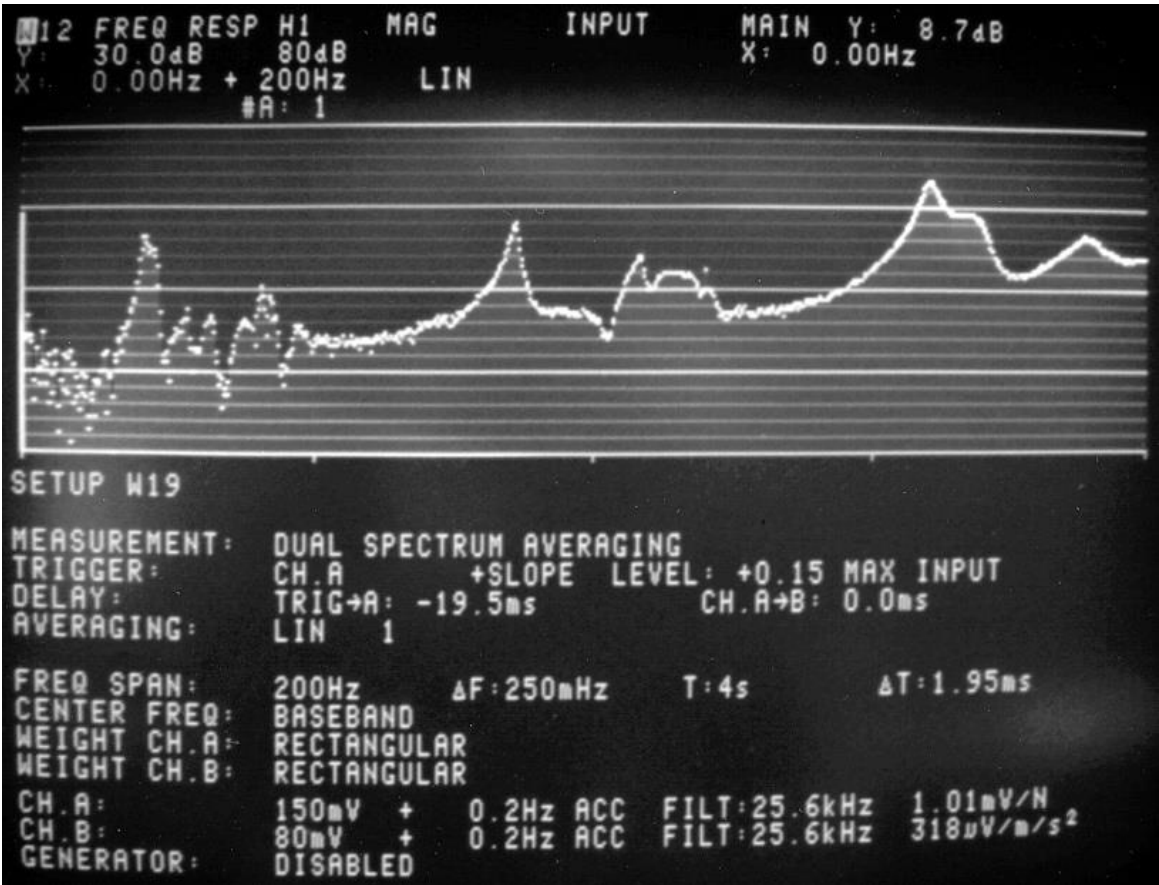 W12 FREQ RESP H1 MAG INPUT MAIN Y: 8.7dB
Y: 30.0dB 80dB X: 0.00Hz
X: 0.00Hz + 200Hz LIN
#A: 1
SETUP W19
MEASUREMENT: DUAL SPECTRUM AVERAGING
TRIGGER: CH.A +SLOPE LEVEL: +0.15 MAX INPUT
DELAY: TRIG→A: -19.5ms CH.A→B: 0.0ms
AVERAGING: LIN 1
FREQ SPAN: 200Hz ΔF:250mHz T:4s ΔT:1.95ms
CENTER FREQ: BASEBAND
WEIGHT CH.A: RECTANGULAR
WEIGHT CH.B: RECTANGULAR
CH.A: 150mV + 0.2Hz ACC FILT:25.6kHz 1.01mV/N
CH.B: 80mV + 0.2Hz ACC FILT:25.6kHz 318μV/m/s²
GENERATOR: DISABLED